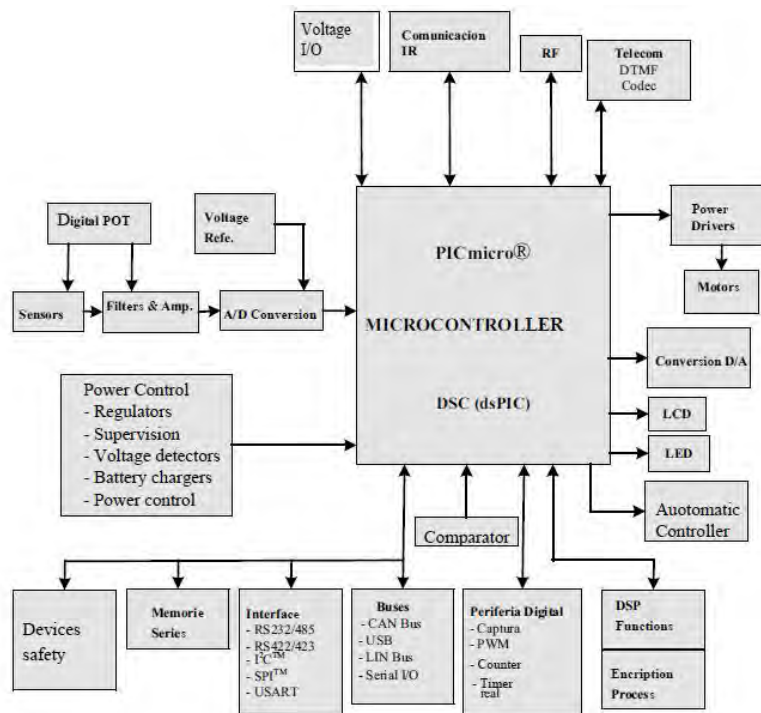 Voltage
I/O
Comunicacion
IR
RF
Telecom
DTMF
Codec
Digital POT
Voltage
Refe.
Sensors
Filters & Amp.
A/D Conversion
PICmicro®
MICROCONTROLLER
DSC (dsPIC)
Power
Drivers
Motors
Conversion D/A
LCD
LED
Auotomatic
Controller
Power Control
- Regulators
- Supervision
- Voltage detectors
- Battery chargers
- Power control
Comparator
Devices
safety
Memorie
Series
Interface
- RS232/485
- RS422/423
- I²C™
- SPI™
- USART
Buses
- CAN Bus
- USB
- LIN Bus
- Serial I/O
Periferia Digital
- Captura
- PWM
- Counter
- Timer
real
DSP
Functions
Encription
Process